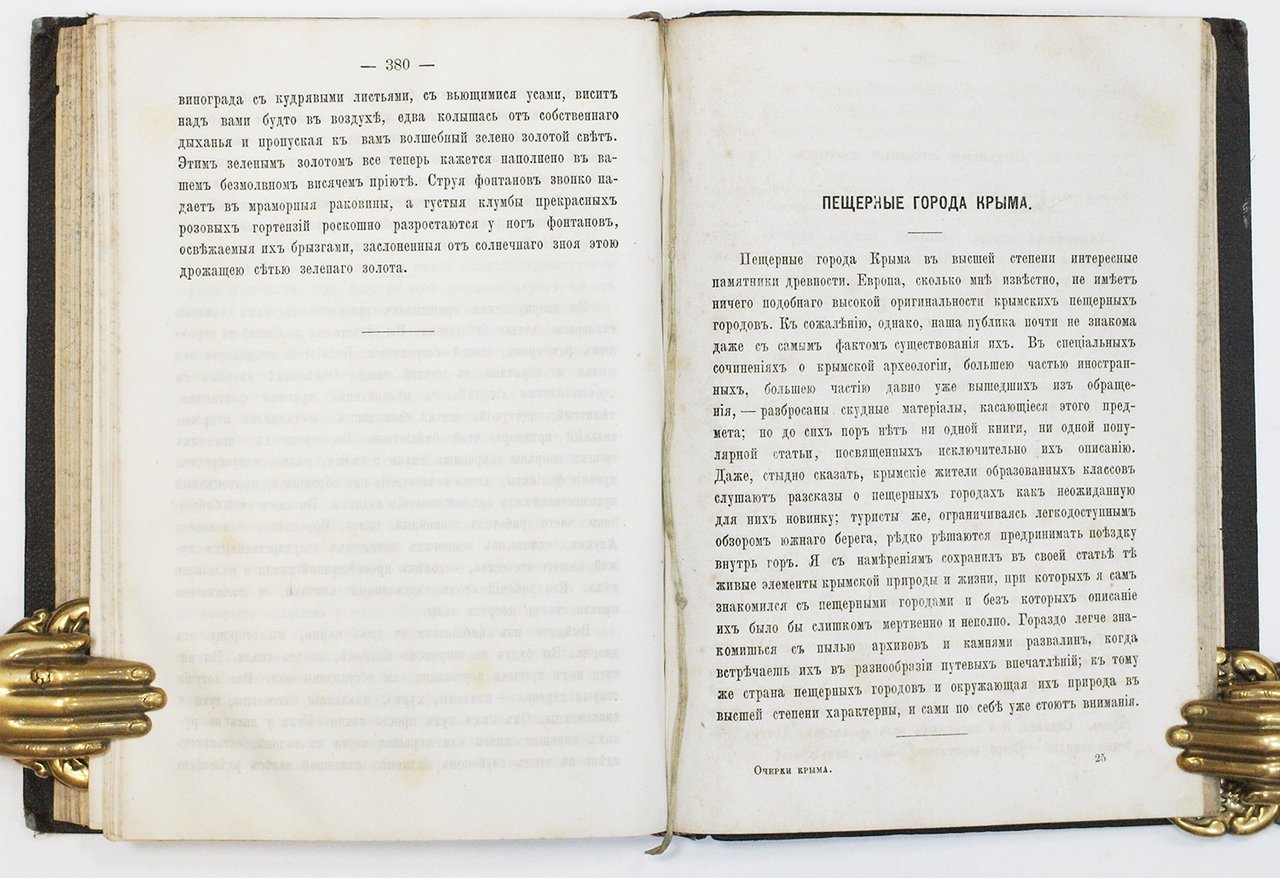 — 380 —
винограда съ кудрявыми листьями, съ вьющимися усами, виситъ
надъ вами будто въ воздухѣ, едва колышась отъ собственнаго
дыханья и пропуская къ вамъ волшебный зелено золотой свѣтъ.
Этимъ зеленымъ золотомъ все теперь кажется наполнено въ ва-
шемъ безмолвномъ висячемъ пріютѣ. Струя фонтановъ звонко па-
даетъ въ мраморныя раковины, а густыя клумбы прекрасныхъ
розовыхъ гортензій роскошно разростаются у ногъ фонтановъ,
освѣжаемыя ихъ брызгами, заслоненныя отъ солнечнаго зноя этою
дрожащею сѣтью зеленаго золота.
ПЕЩЕРНЫЕ ГОРОДА КРЫМА.
Пещерные города Крыма въ высшей степени интересные
памятники древности. Европа, сколько мнѣ извѣстно, не имѣетъ
ничего подобнаго высокой оригинальности крымскихъ пещерныхъ
городовъ. Къ сожалѣнію, однако, наша публика почти не знакома
даже съ самымъ фактомъ существованія ихъ. Въ спеціальныхъ
сочиненіяхъ о крымской археологіи, большею частью иностран-
ныхъ, большею частію давно уже вышедшихъ изъ обраще-
нія, — разбросаны скудные матеріалы, касающіеся этого пред-
мета; но до сихъ поръ нѣтъ ни одной книги, ни одной попу-
лярной статьи, посвященныхъ исключительно ихъ описанію.
Даже, стыдно сказать, крымскіе жители образованныхъ классовъ
слушаютъ разсказы о пещерныхъ городахъ какъ неожиданную
для нихъ новинку; туристы же, ограничиваясь легкодоступнымъ
обзоромъ южнаго берега, рѣдко рѣшаются предпринимать поѣздку
внутрь горъ. Я съ намѣреніямъ сохранилъ въ своей статьѣ тѣ
живые элементы крымской природы и жизни, при которыхъ я самъ
знакомился съ пещерными городами и безъ которыхъ описаніе
ихъ было бы слишкомъ мертвенно и неполно. Гораздо легче зна-
комишься съ пылью архивовъ и камнями развалинъ, когда
встрѣчаешь ихъ въ разнообразіи путевыхъ впечатлѣній; къ тому
же страна пещерныхъ городовъ и окружающая ихъ природа въ
высшей степени характерны, и сами по себѣ уже стоютъ вниманія.
Очерки крыма.
25